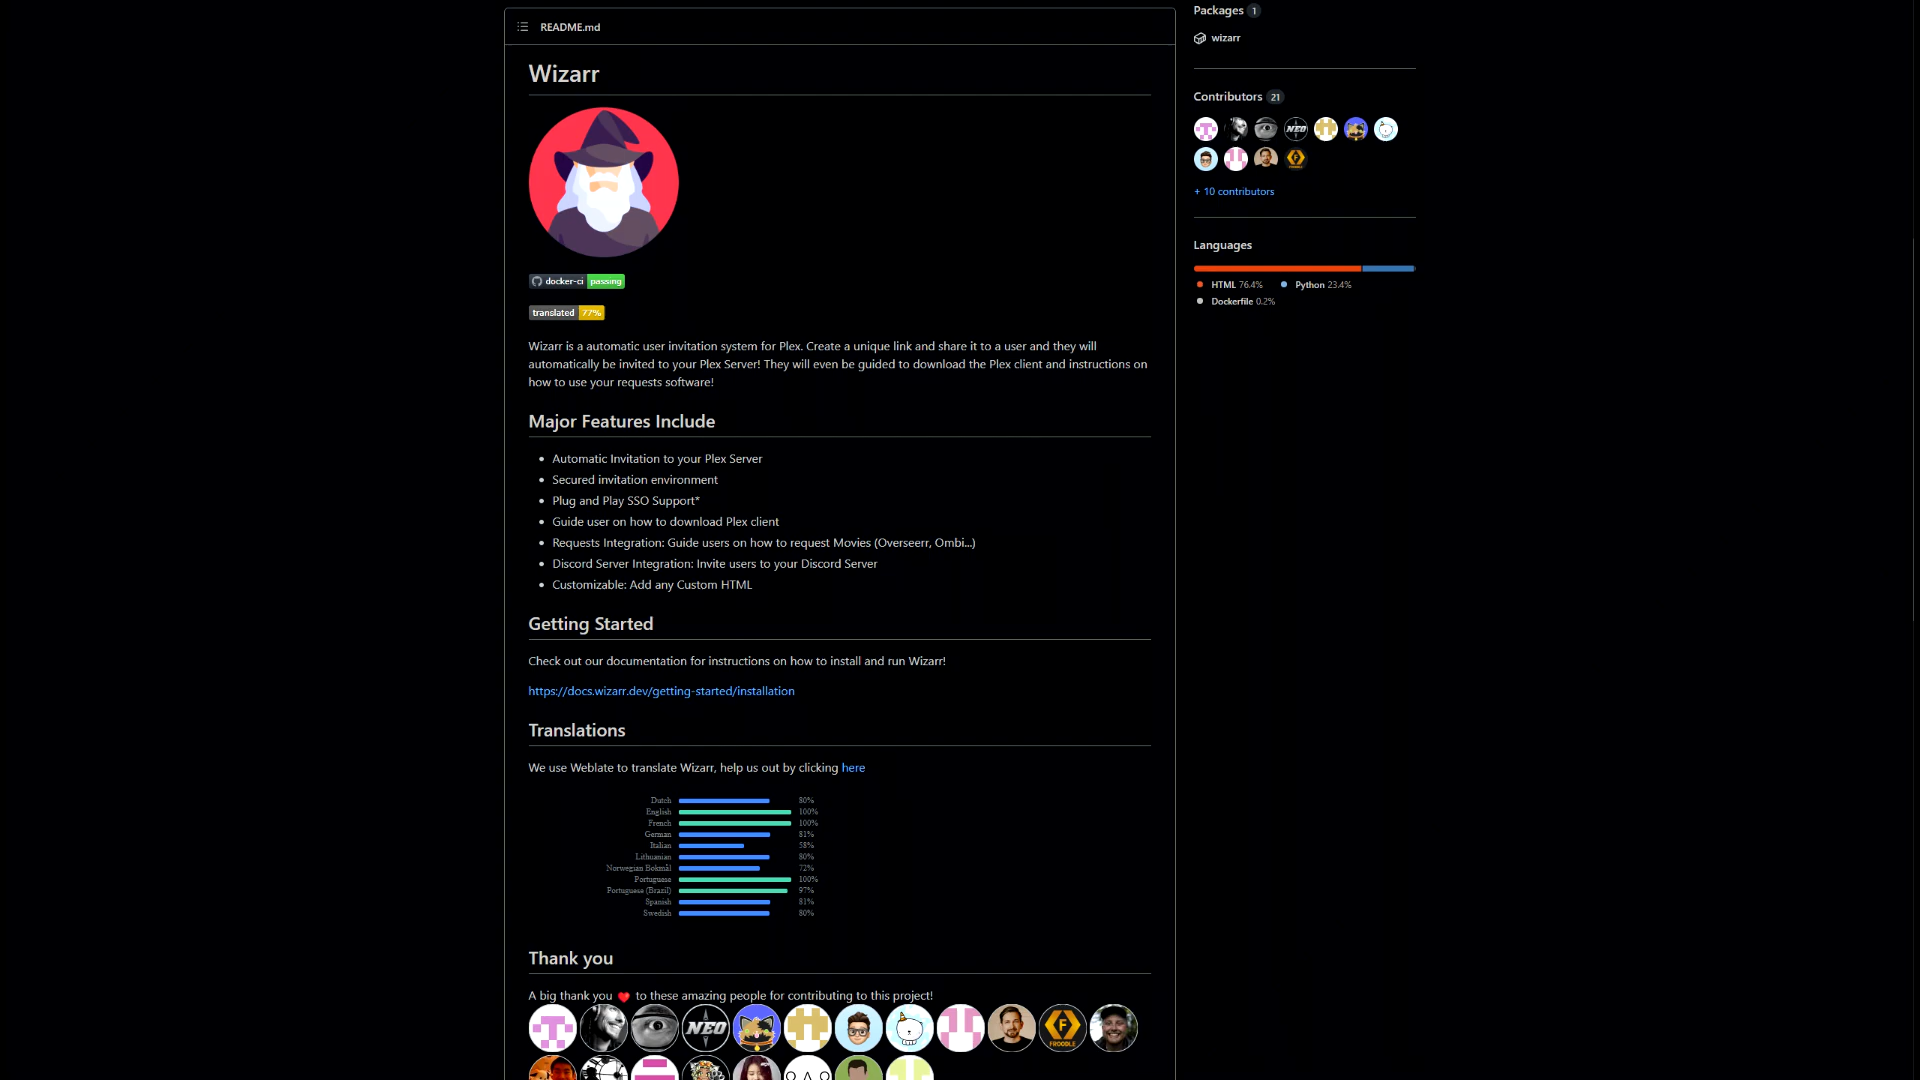 README.md
Wizarr
docker-ci passing
translated 77%
Wizarr is a automatic user invitation system for Plex. Create a unique link and share it to a user and they will
automatically be invited to your Plex Server! They will even be guided to download the Plex client and instructions on
how to use your requests software!
Major Features Include
Automatic Invitation to your Plex Server
Secured invitation environment
Plug and Play SSO Support*
Guide user on how to download Plex client
Requests Integration: Guide users on how to request Movies (Overseerr, Ombi...)
Discord Server Integration: Invite users to your Discord Server
Customizable: Add any Custom HTML
Getting Started
Check out our documentation for instructions on how to install and run Wizarr!
https://docs.wizarr.dev/getting-started/installation
Translations
We use Weblate to translate Wizarr, help us out by clicking here
Dutch 80%
English 100%
French 100%
German 81%
Italian 58%
Lithuanian 80%
Norwegian Bokmål 72%
Portuguese 100%
Portuguese (Brazil) 97%
Spanish 81%
Swedish 80%
Thank you
A big thank you ❤️ to these amazing people for contributing to this project!
NEO
F
FROODLE
Packages 1
wizarr
Contributors 21
NEO
F
+ 10 contributors
Languages
HTML 76.4% Python 23.4%
Dockerfile 0.2%